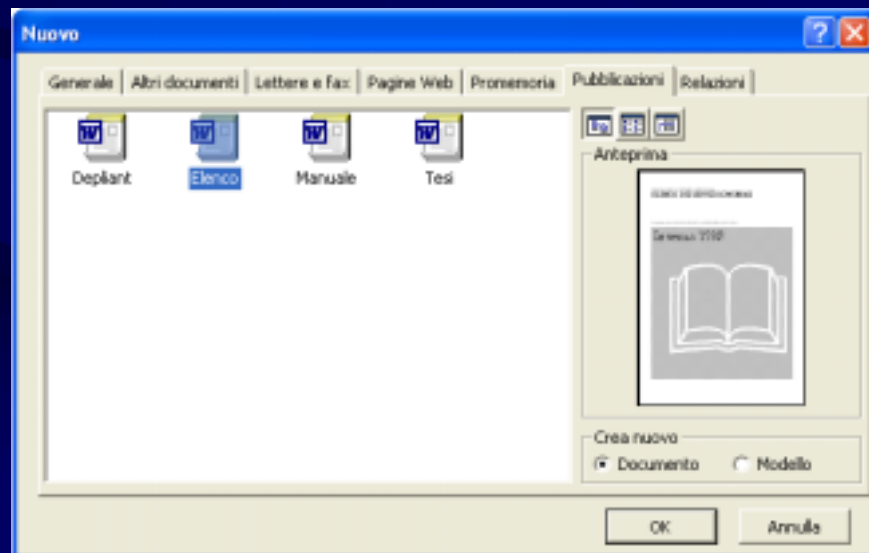 Nuovo
Generale Altri documenti Lettere e fax Pagine Web Promemoria Pubblicazioni Relazioni
Depliant Elenco Manuale Tesi
Anteprima
Crea nuovo
Documento Modello
OK Annulla